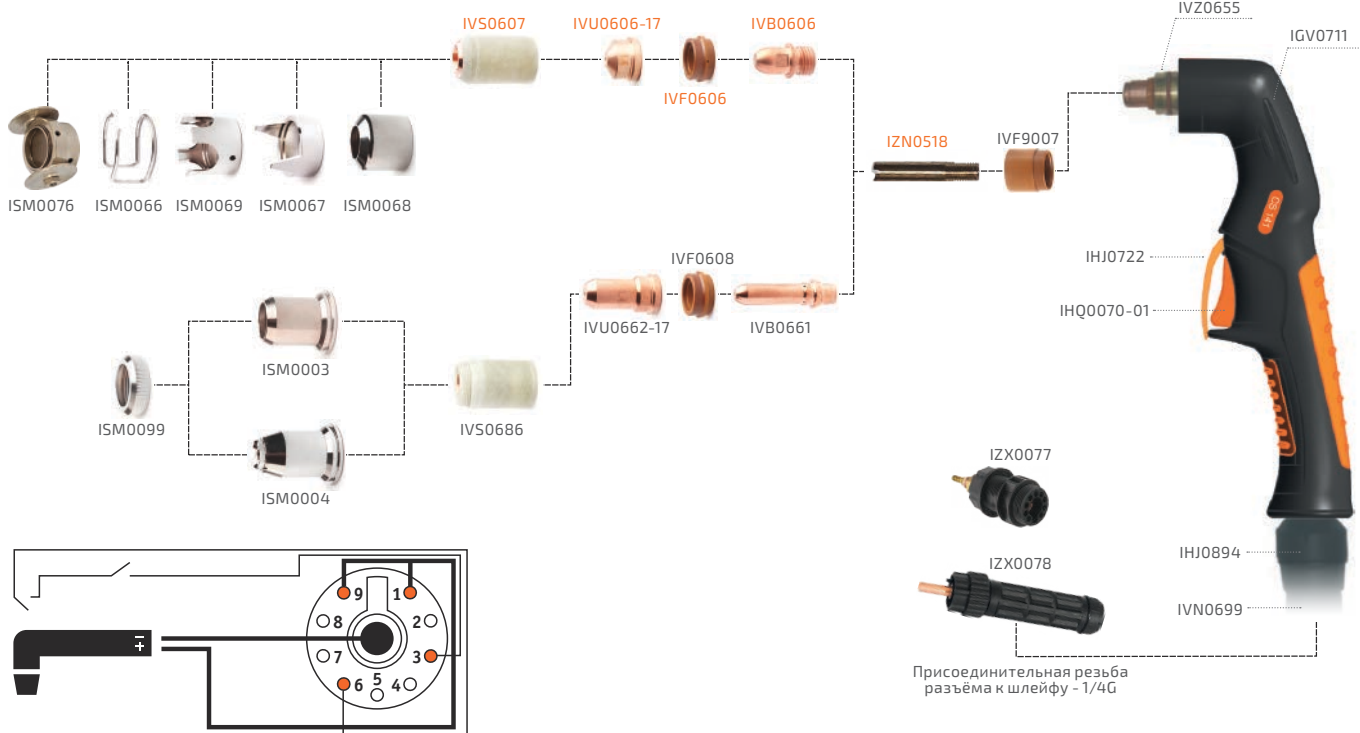 IVZ0655
IVS0607
IVU0606-17
IVB0606
IGV0711
IVF0606
IZN0518
IVF9007
ISM0076
ISM0066
ISM0069
ISM0067
ISM0068
CS 141
IVF0608
IHJ0722
IVU0662-17
IVB0661
IHQ0070-01
ISM0003
ISM0099
IVS0686
ISM0004
IZX0077
IHJ0894
IZX0078
IVN0699
Присоединительная резьба
разъёма к шлейфу - 1/4G
9
1
8
2
–
+
7
3
6
5
4